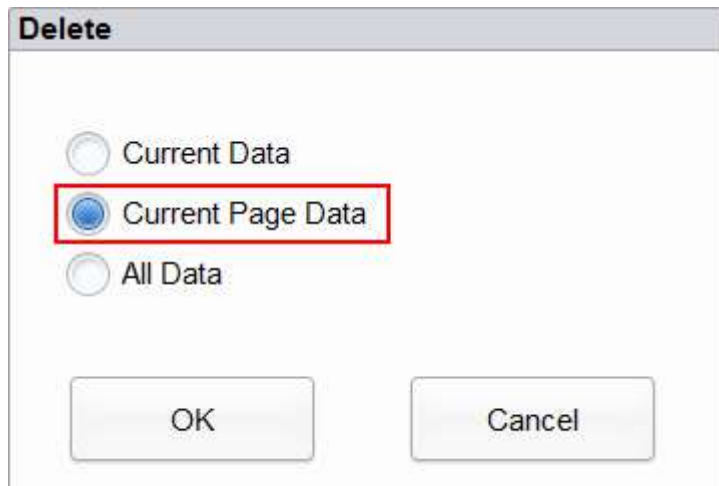 Delete
Current Data
Current Page Data
All Data
OK Cancel